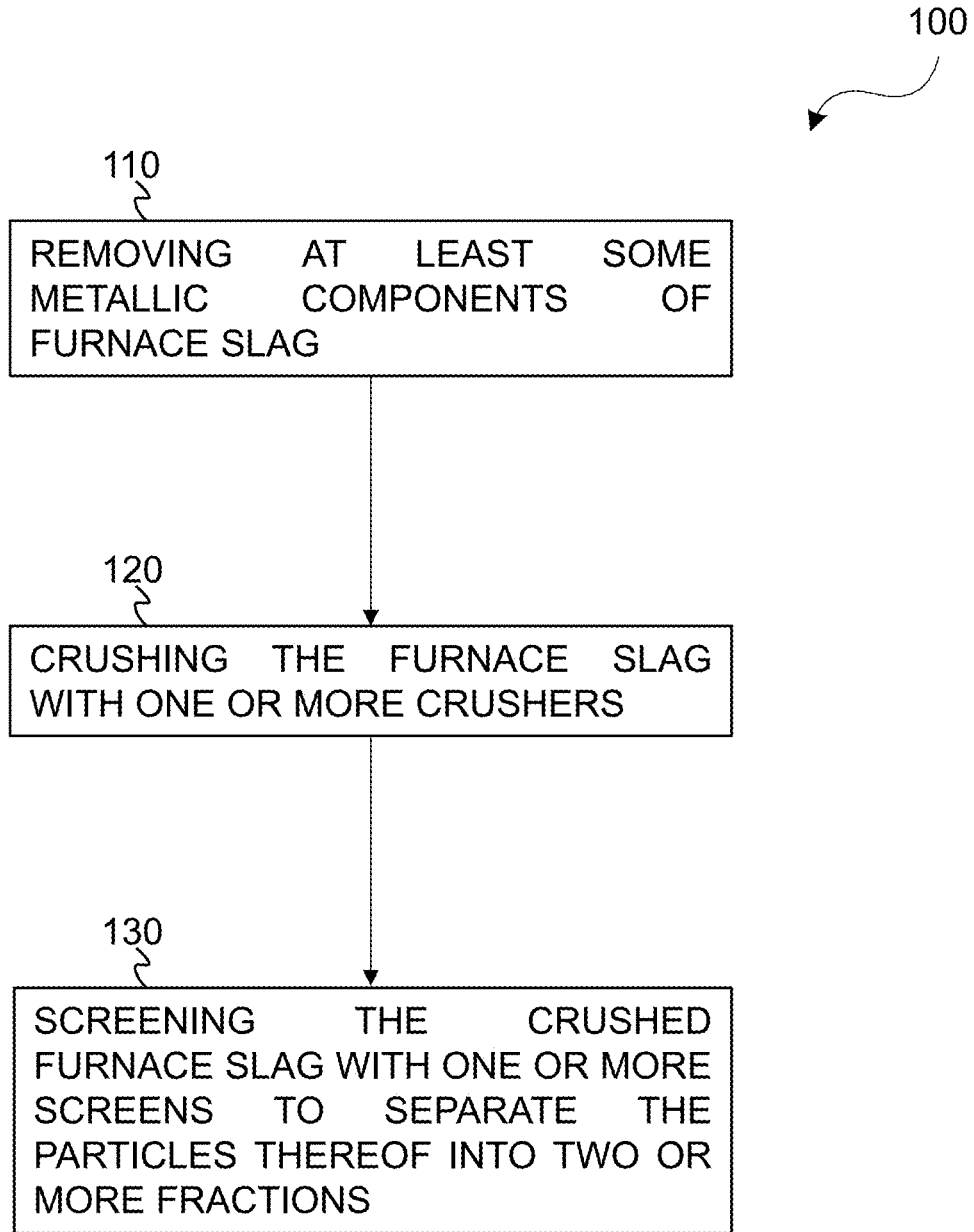 100
110
REMOVING AT LEAST SOME
METALLIC COMPONENTS OF
FURNACE SLAG
120
CRUSHING THE FURNACE SLAG
WITH ONE OR MORE CRUSHERS
130
SCREENING THE CRUSHED
FURNACE SLAG WITH ONE OR MORE
SCREENS TO SEPARATE THE
PARTICLES THEREOF INTO TWO OR
MORE FRACTIONS